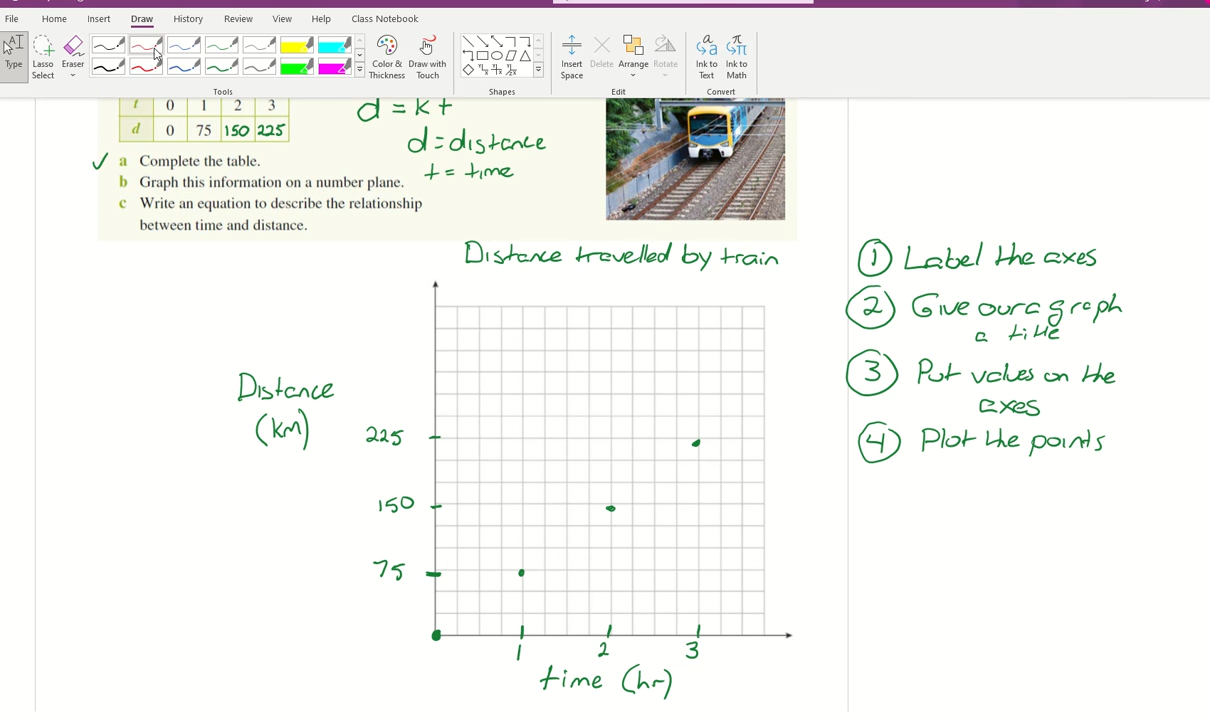 File Home Insert Draw History Review View Help Class Notebook
Type Lasso Select Eraser Color & Thickness Draw with Touch Insert Space Delete Arrange Rotate Ink to Text Ink to Math
Tools Shapes Edit Convert
t 0 1 2 3
d 0 75 150 225
d = kt
d = distance
t = time
✓ a Complete the table.
b Graph this information on a number plane.
c Write an equation to describe the relationship
between time and distance.
Distance travelled by train
Distance
(km)
225
150
75
1 2 3
time (hr)
1 Label the axes
2 Give our graph
a title
3 Put values on the
axes
4 Plot the points